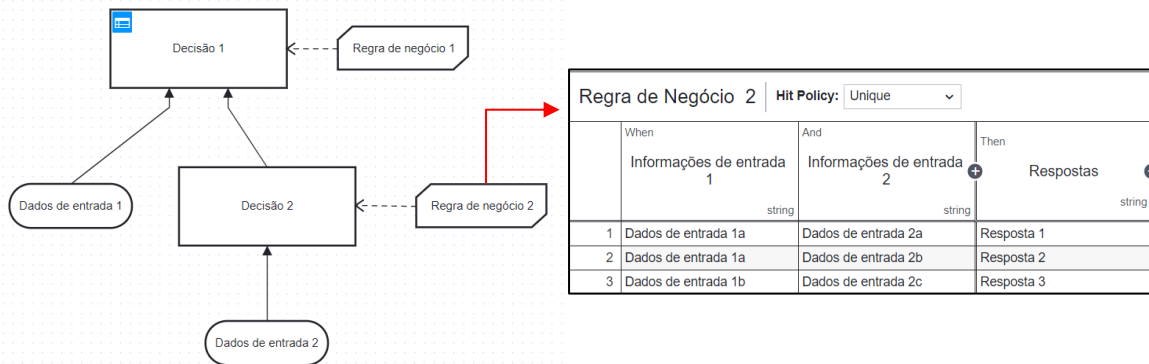 Decisão 1
Regra de negócio 1
Dados de entrada 1
Decisão 2
Regra de negócio 2
Dados de entrada 2
Regra de Negócio 2 Hit Policy: Unique
When And Then
Informações de entrada 1 Informações de entrada 2 Respostas
string string string
1 Dados de entrada 1a Dados de entrada 2a Resposta 1
2 Dados de entrada 1a Dados de entrada 2b Resposta 2
3 Dados de entrada 1b Dados de entrada 2c Resposta 3